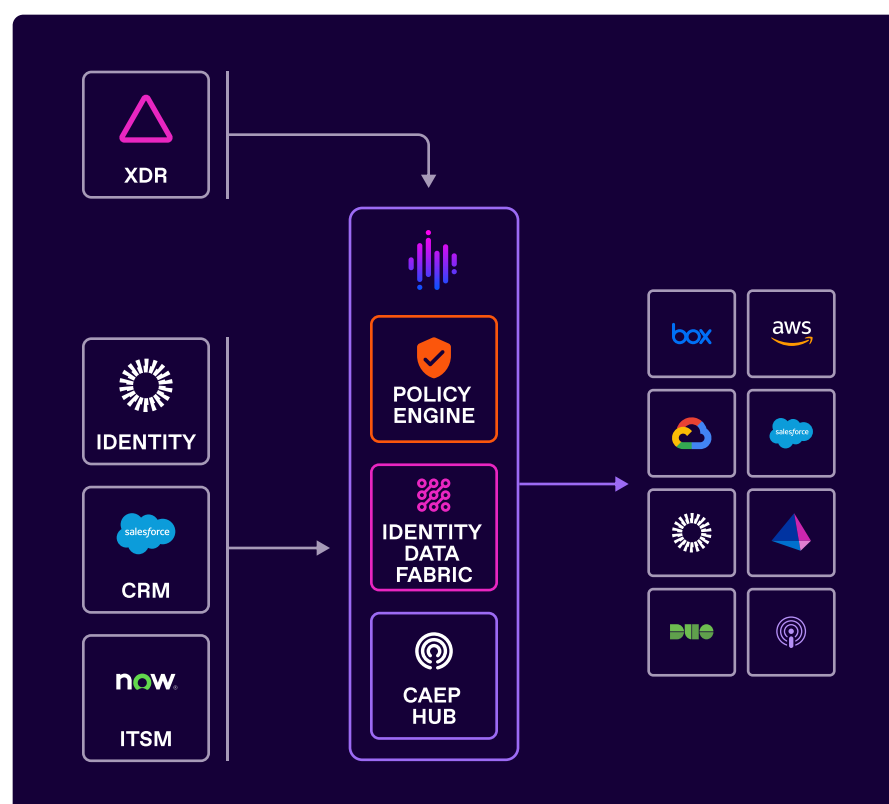 XDR
IDENTITY
salesforce
CRM
now
ITSM
POLICY
ENGINE
IDENTITY
DATA
FABRIC
CAEP
HUB
box
aws
salesforce
DUO